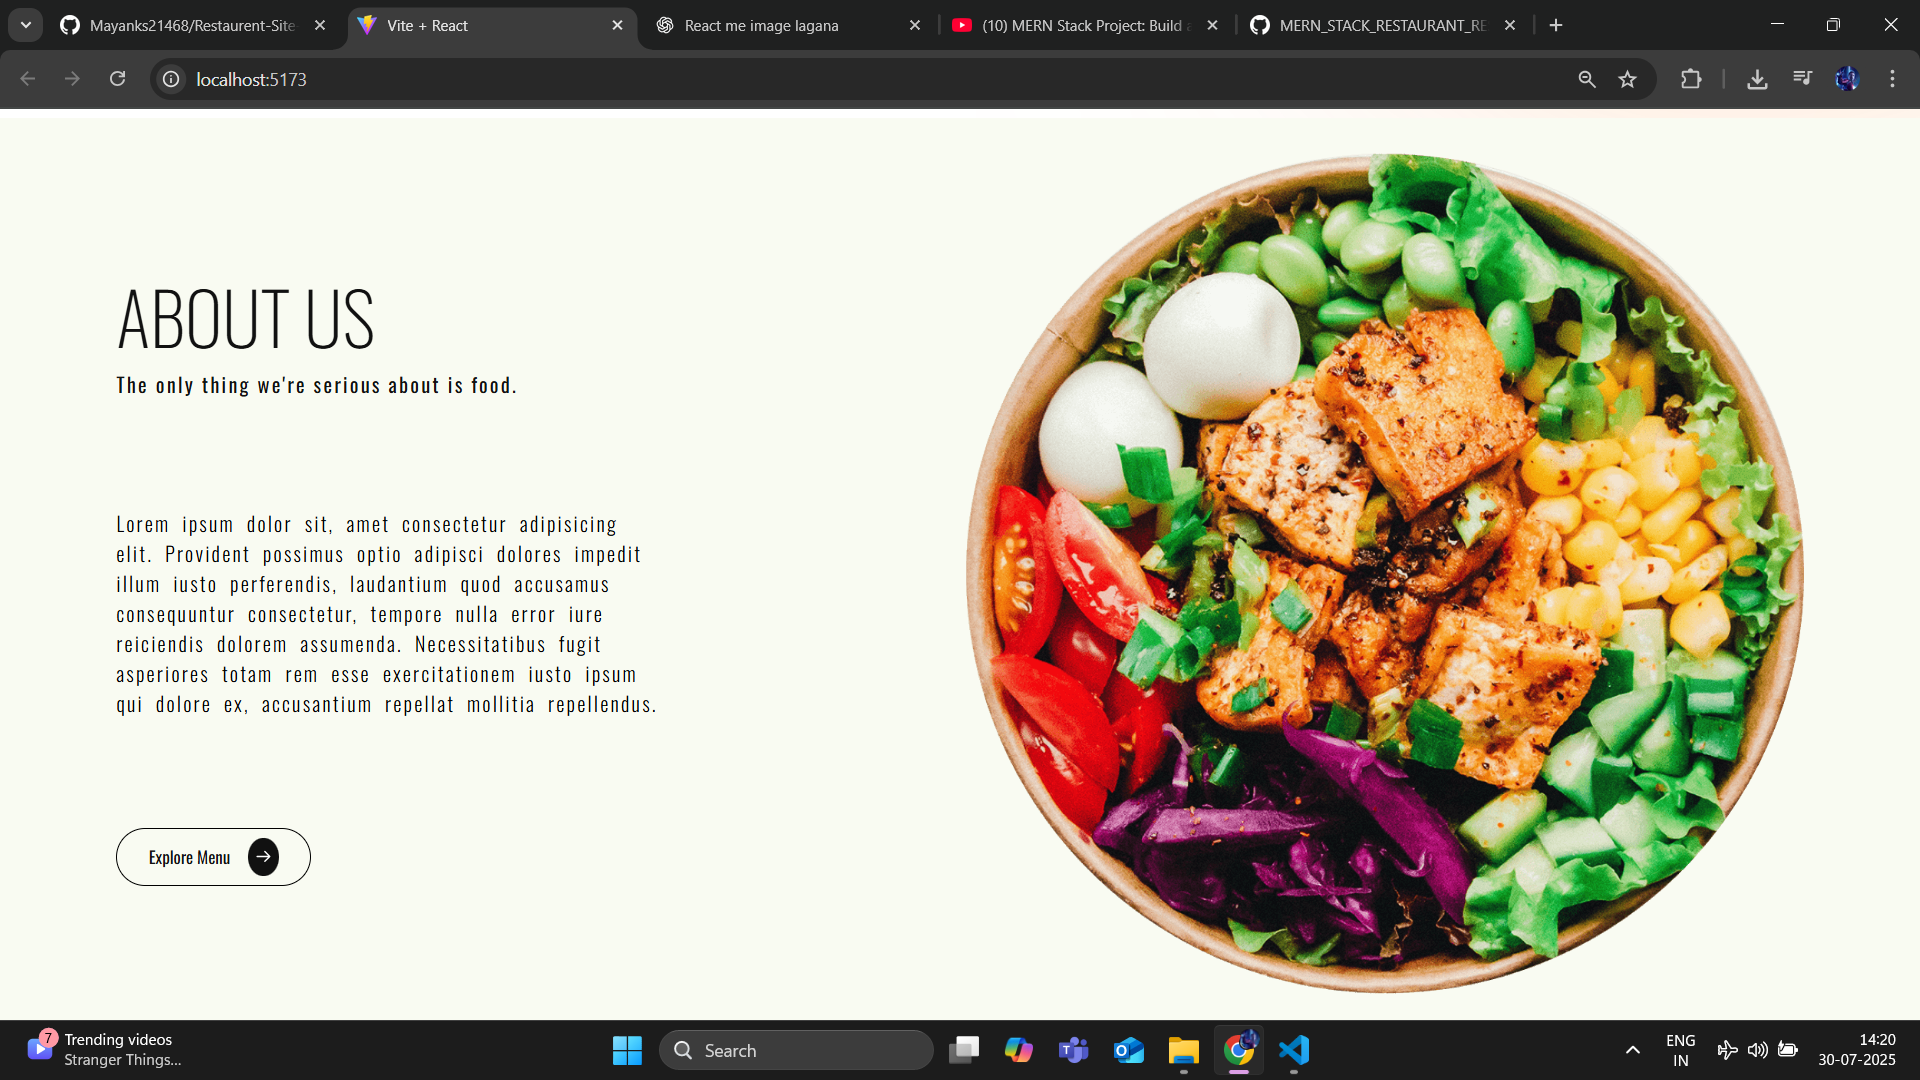 Mayanks21468/Restaurent-Site-
Vite + React
React me image lagana
(10) MERN Stack Project: Build a
MERN_STACK_RESTAURANT_RE
localhost:5173
ABOUT US
The only thing we're serious about is food.
Lorem ipsum dolor sit, amet consectetur adipisicing
elit. Provident possimus optio adipisci dolores impedit
illum iusto perferendis, laudantium quod accusamus
consequuntur consectetur, tempore nulla error iure
reiciendis dolorem assumenda. Necessitatibus fugit
asperiores totam rem esse exercitationem iusto ipsum
qui dolore ex, accusantium repellat mollitia repellendus.
Explore Menu
7
Trending videos
Stranger Things...
Search
ENG
IN
14:20
30-07-2025